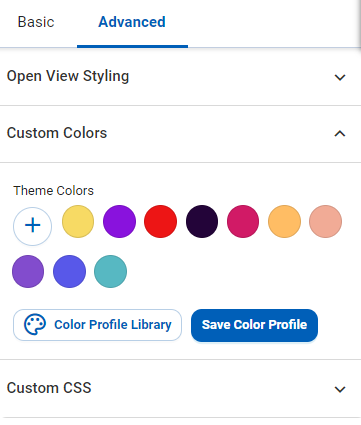 Basic Advanced
Open View Styling
Custom Colors
Theme Colors
Color Profile Library Save Color Profile
Custom CSS